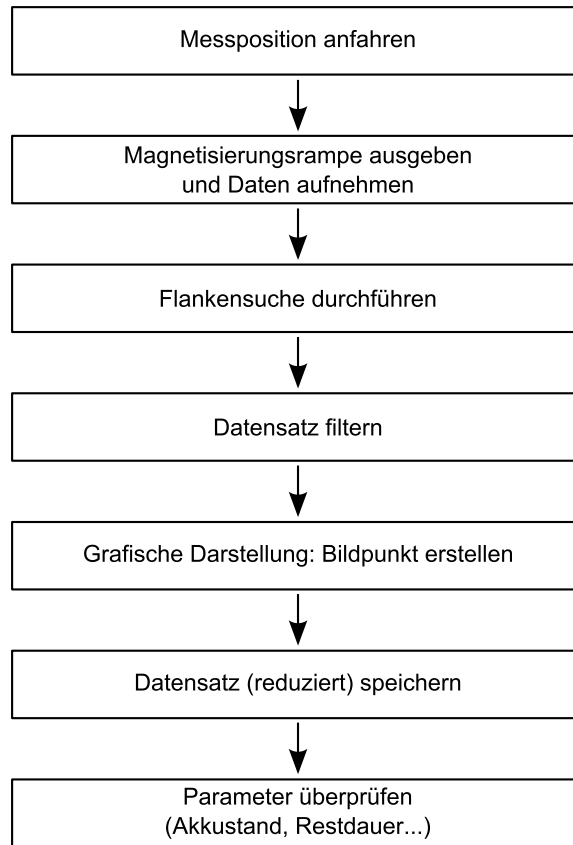 Messposition anfahren
Magnetisierungsrampe ausgeben
und Daten aufnehmen
Flankensuche durchführen
Datensatz filtern
Grafische Darstellung: Bildpunkt erstellen
Datensatz (reduziert) speichern
Parameter überprüfen
(Akkustand, Restdauer...)